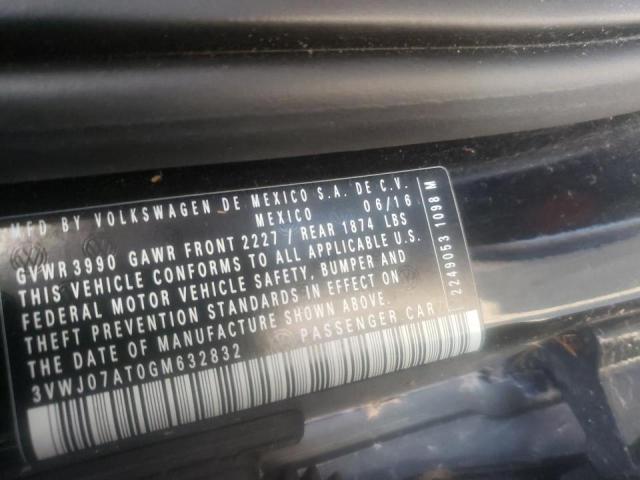 MFD BY VOLKSWAGEN DE MEXICO S.A. DE C.V.
MEXICO 06/16
GVWR 3990 GAWR FRONT 2227 / REAR 1874 LBS
THIS VEHICLE CONFORMS TO ALL APPLICABLE U.S.
FEDERAL MOTOR VEHICLE SAFETY, BUMPER AND
THEFT PREVENTION STANDARDS IN EFFECT ON
THE DATE OF MANUFACTURE SHOWN ABOVE.
3VWJ07AT0GM632832 PASSENGER CAR
2249053 1098 M